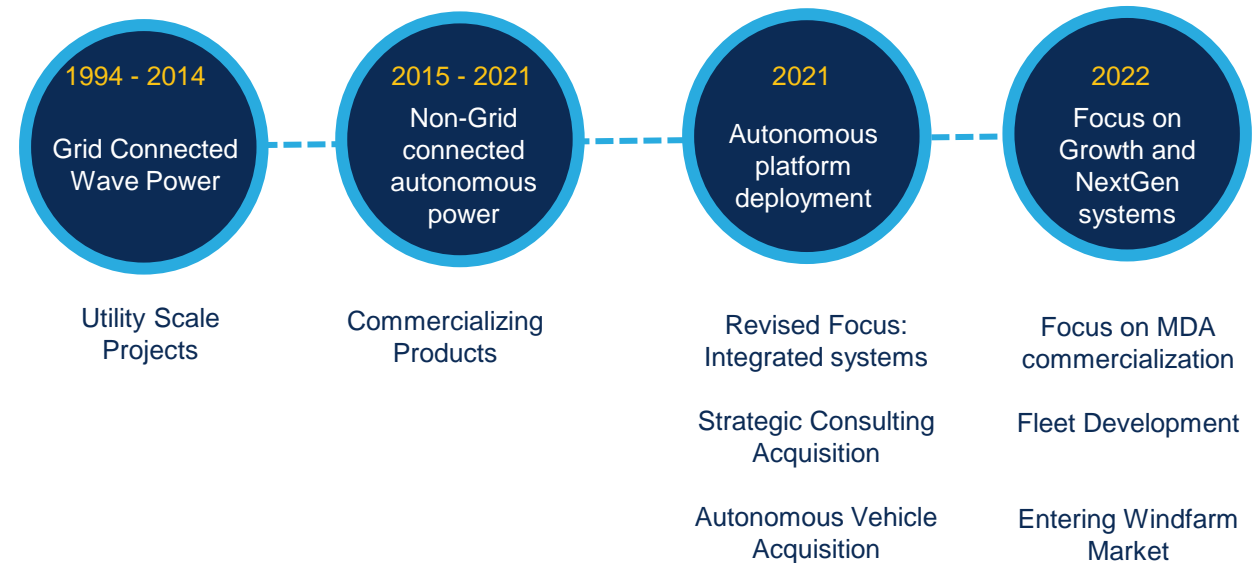 1994 - 2014
Grid Connected
Wave Power
2015 - 2021
Non-Grid
connected
autonomous
power
2021
Autonomous
platform
deployment
2022
Focus on
Growth and
NextGen
systems
Utility Scale
Projects
Commercializing
Products
Revised Focus:
Integrated systems
Strategic Consulting
Acquisition
Autonomous Vehicle
Acquisition
Focus on MDA
commercialization
Fleet Development
Entering Windfarm
Market